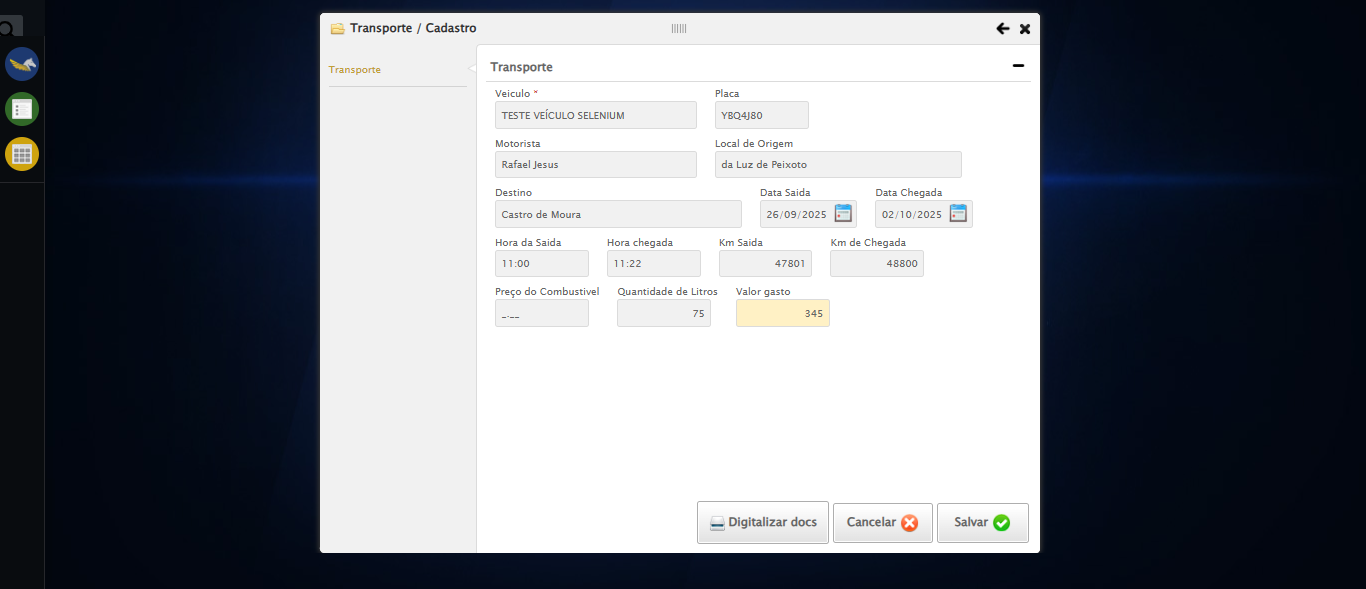 Transporte / Cadastro
Transporte
Transporte
Veiculo * Placa
TESTE VEÍCULO SELENIUM YBQ4J80
Motorista Local de Origem
Rafael Jesus da Luz de Peixoto
Destino Data Saida Data Chegada
Castro de Moura 26/09/2025 02/10/2025
Hora da Saida Hora chegada Km Saida Km de Chegada
11:00 11:22 47801 48800
Preço do Combustivel Quantidade de Litros Valor gasto
_.__ 75 345
Digitalizar docs Cancelar Salvar